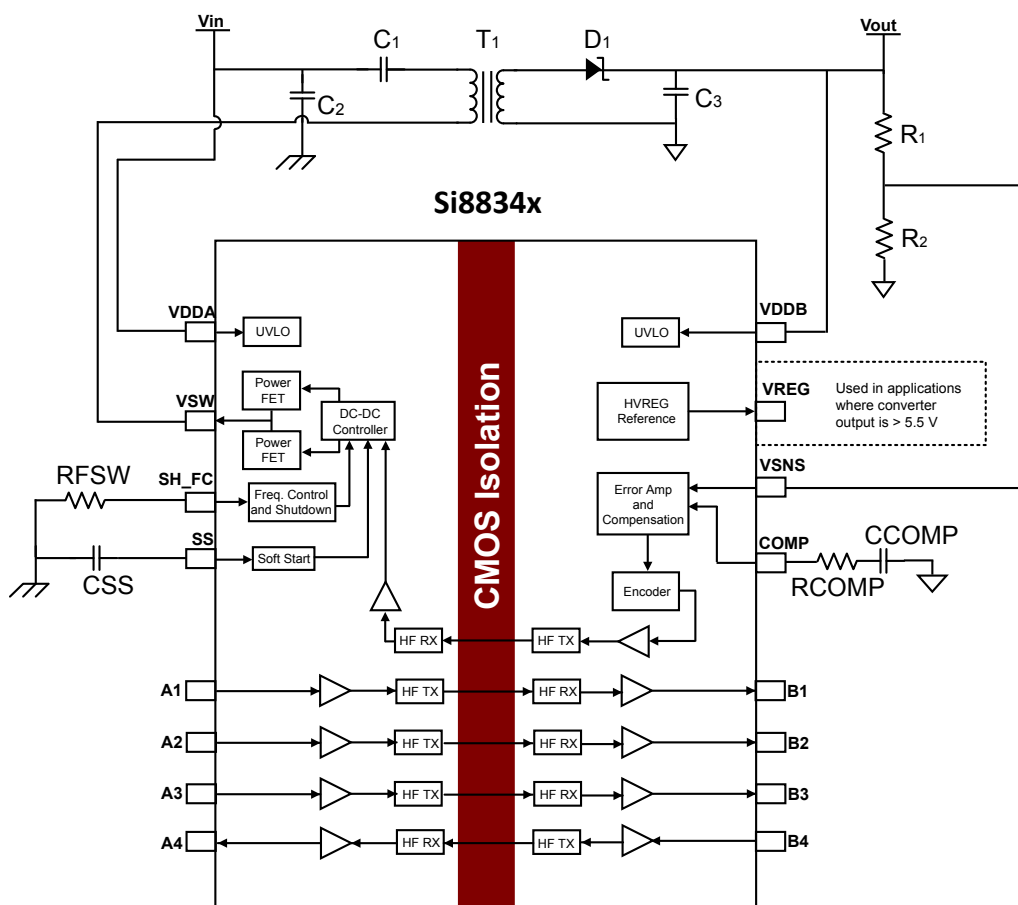 Vin
Vout
C1
T1
D1
C2
C3
R1
R2
Si8834x
CMOS Isolation
VDDA
UVLO
UVLO
VDDB
VSW
Power
FET
Power
FET
DC-DC
Controller
HVREG
Reference
VREG
Used in applications
where converter
output is > 5.5 V
RFSW
SH_FC
Freq. Control
and Shutdown
Error Amp
and
Compensation
VSNS
CSS
SS
Soft Start
COMP
RCOMP
CCOMP
Encoder
HF RX
HF TX
A1
HF TX
HF RX
B1
A2
HF TX
HF RX
B2
A3
HF TX
HF RX
B3
A4
HF RX
HF TX
B4